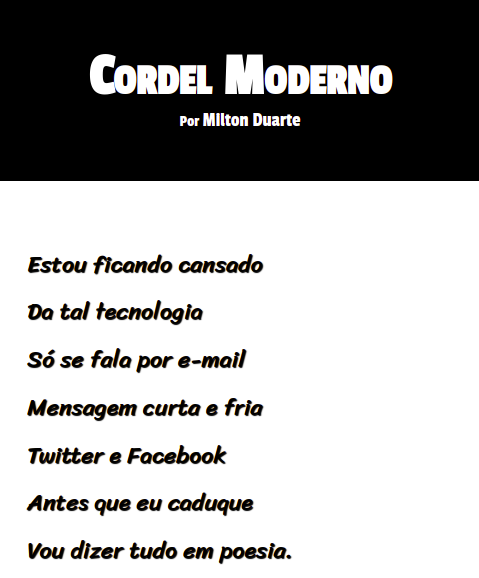 Cordel Moderno
Por Milton Duarte
Estou ficando cansado
Da tal tecnologia
Só se fala por e-mail
Mensagem curta e fria
Twitter e Facebook
Antes que eu caduque
Vou dizer tudo em poesia.